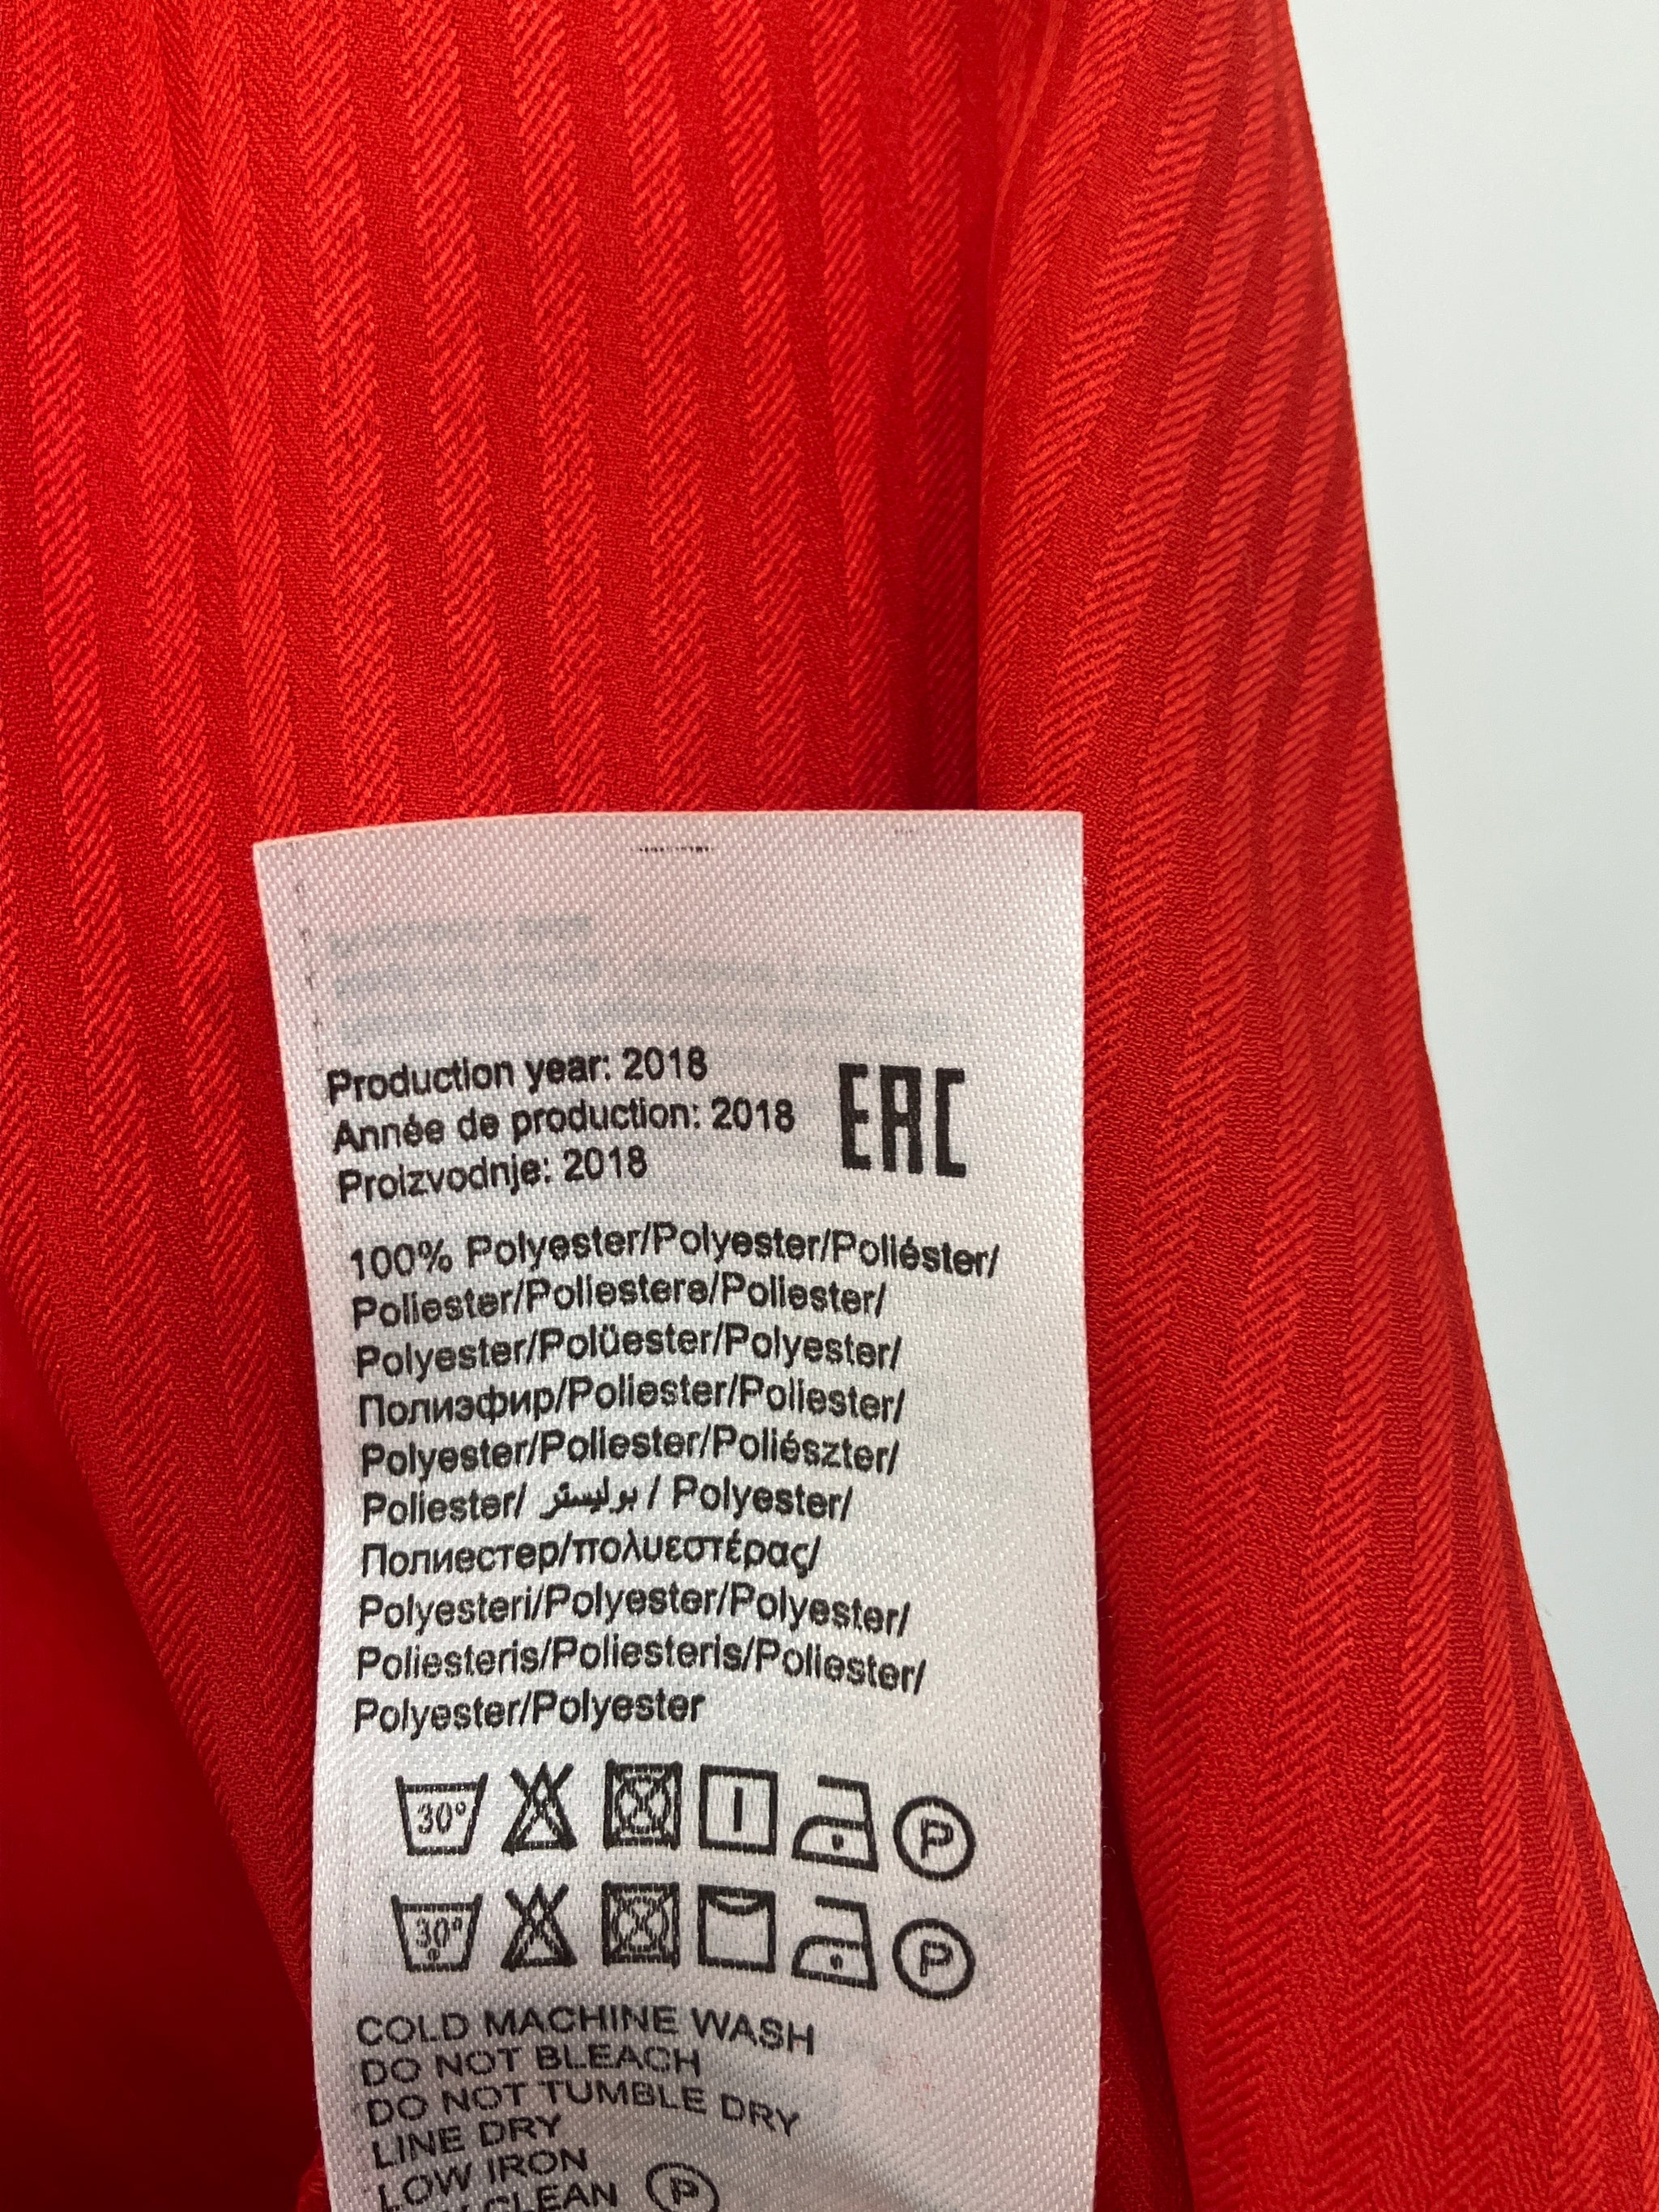 Production year: 2018
Année de production: 2018
Proizvodnje: 2018
EAC
100% Polyester/Polyester/Poliéster/
Poliester/Poliestere/Poliester/
Polyester/Polüester/Polyester/
Полиэфир/Poliester/Poliester/
Polyester/Poliester/Poliészter/
Poliester/ بوليستر / Polyester/
Полиестер/πολυεστέρας/
Polyesteri/Polyester/Polyester/
Poliesteris/Poliesteris/Poliester/
Polyester/Polyester
30° P
30° P
COLD MACHINE WASH
DO NOT BLEACH
DO NOT TUMBLE DRY
LINE DRY
LOW IRON
CLEAN P